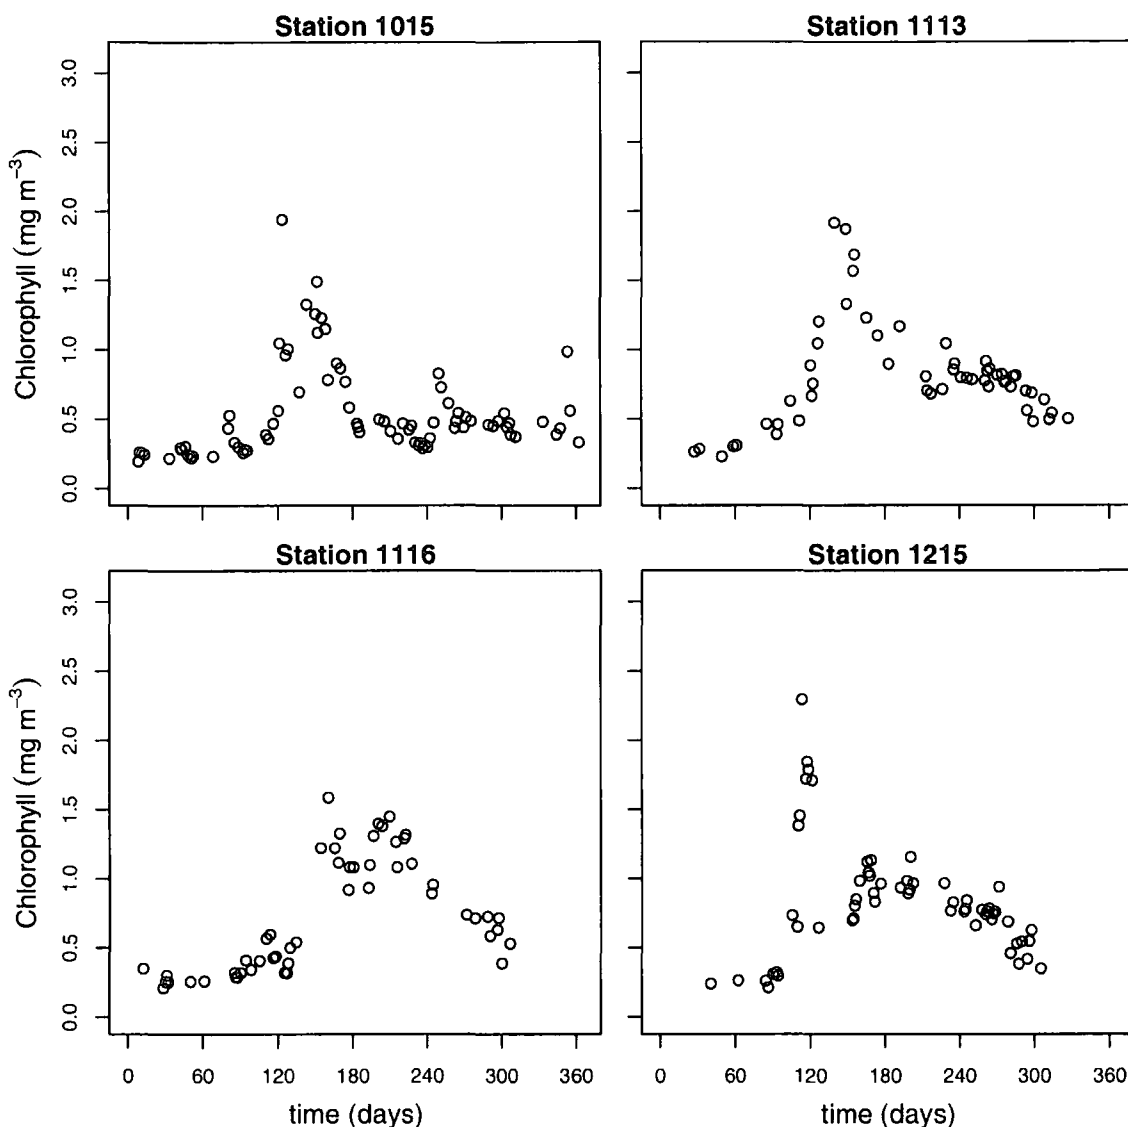 Station 1015
Station 1113
Chlorophyll (mg m⁻³)
3.0
2.5
2.0
1.5
1.0
0.5
0.0
Station 1116
Station 1215
Chlorophyll (mg m⁻³)
3.0
2.5
2.0
1.5
1.0
0.5
0.0
0 60 120 180 240 300 360
0 60 120 180 240 300 360
time (days)
time (days)